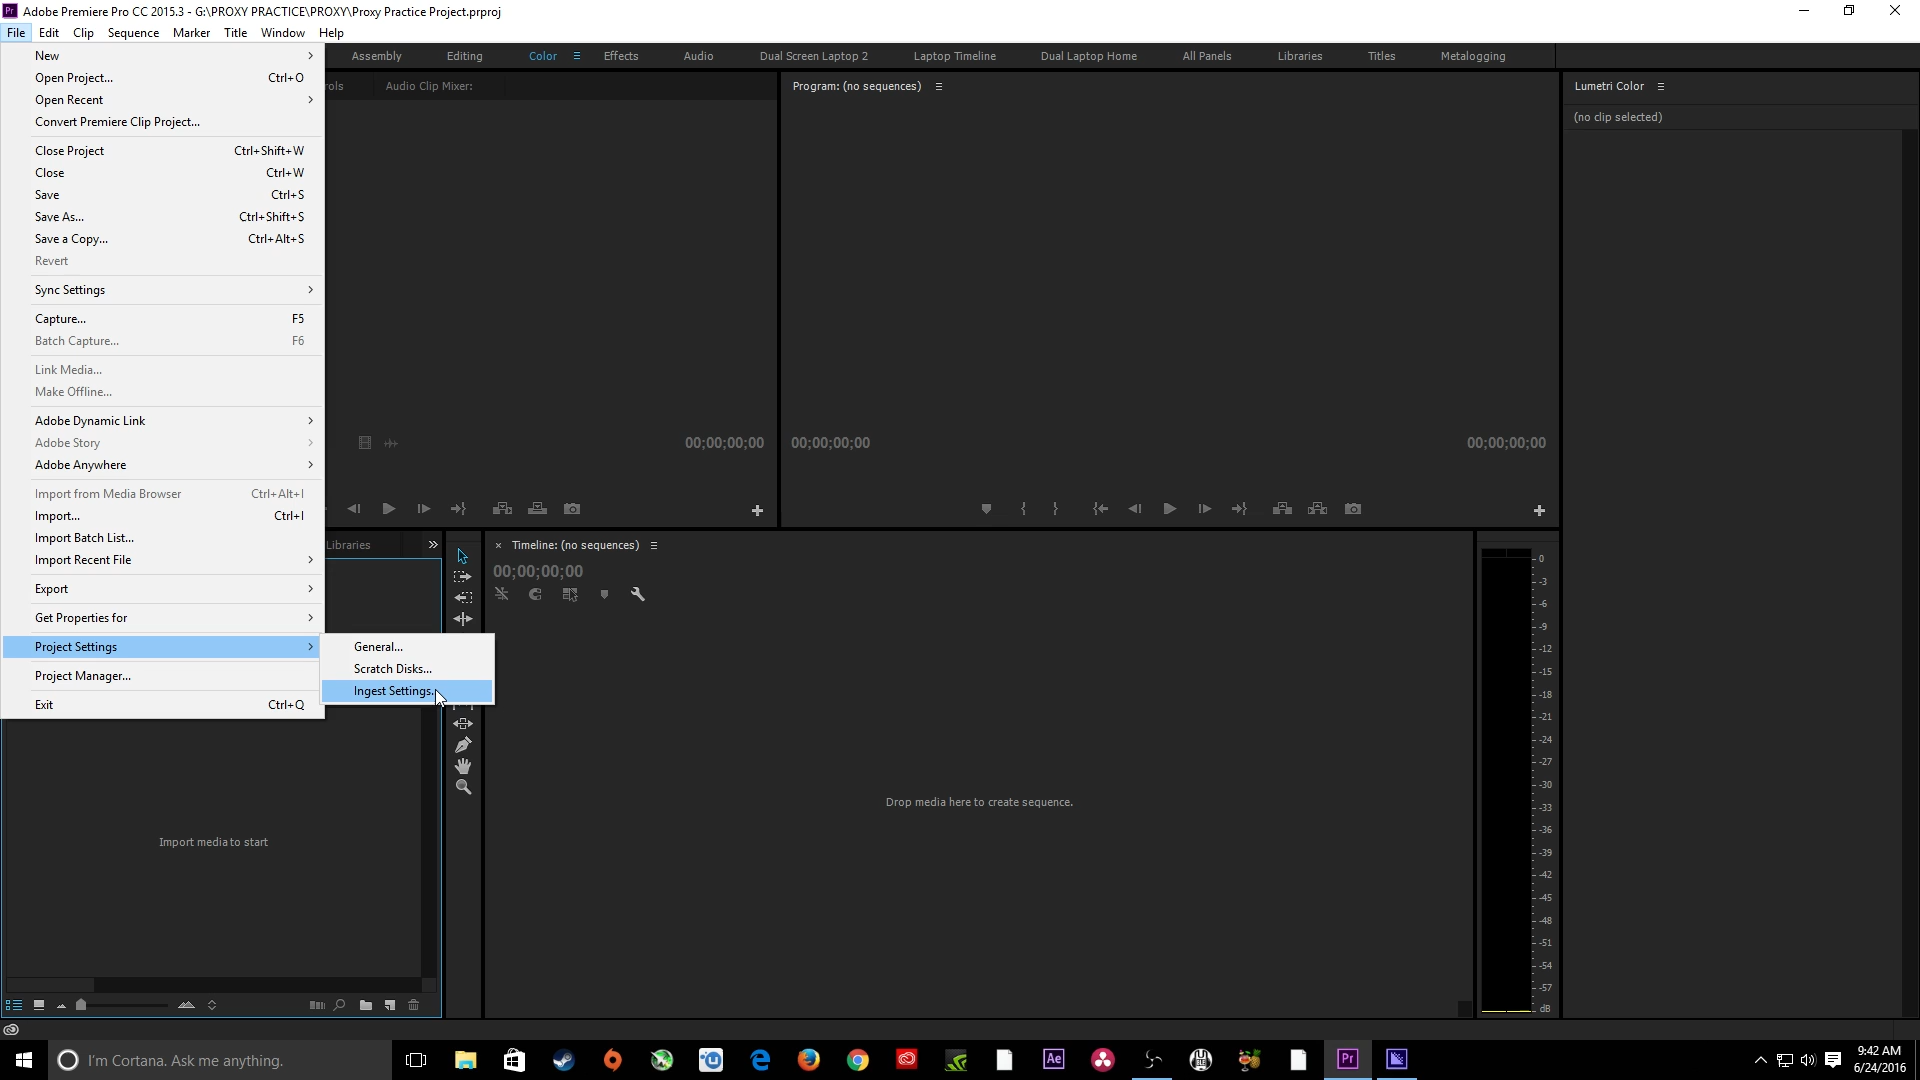 Pr Adobe Premiere Pro CC 2015.3 - G:\PROXY PRACTICE\PROXY\Proxy Practice Project.prproj
File Edit Clip Sequence Marker Title Window Help
Assembly Editing Color Effects Audio Dual Screen Laptop 2 Laptop Timeline Dual Laptop Home All Panels Libraries Titles Metalogging
New
Open Project... Ctrl+O
Open Recent
Convert Premiere Clip Project...
Close Project Ctrl+Shift+W
Close Ctrl+W
Save Ctrl+S
Save As... Ctrl+Shift+S
Save a Copy... Ctrl+Alt+S
Revert
Sync Settings
Capture... F5
Batch Capture... F6
Link Media...
Make Offline...
Adobe Dynamic Link
Adobe Story
Adobe Anywhere
Import from Media Browser Ctrl+Alt+I
Import... Ctrl+I
Import Batch List...
Import Recent File
Export
Get Properties for
Project Settings
Project Manager...
Exit Ctrl+Q
General...
Scratch Disks...
Ingest Settings...
rols Audio Clip Mixer:
00;00;00;00
Program: (no sequences)
00;00;00;00 00;00;00;00
Lumetri Color
(no clip selected)
Libraries
Import media to start
Timeline: (no sequences)
00;00;00;00
Drop media here to create sequence.
0
-3
-6
-9
-12
-15
-18
-21
-24
-27
-30
-33
-36
-39
-42
-45
-48
-51
-54
-57
dB
I'm Cortana. Ask me anything.
Ae
Pr
9:42 AM
6/24/2016